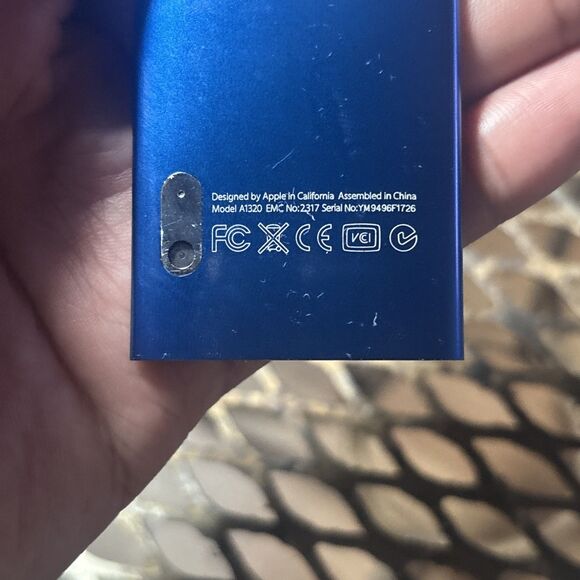 Designed by Apple in California Assembled in China
Model A1320 EMC No:2317 Serial No:YM9496F1726
FC CE VCI